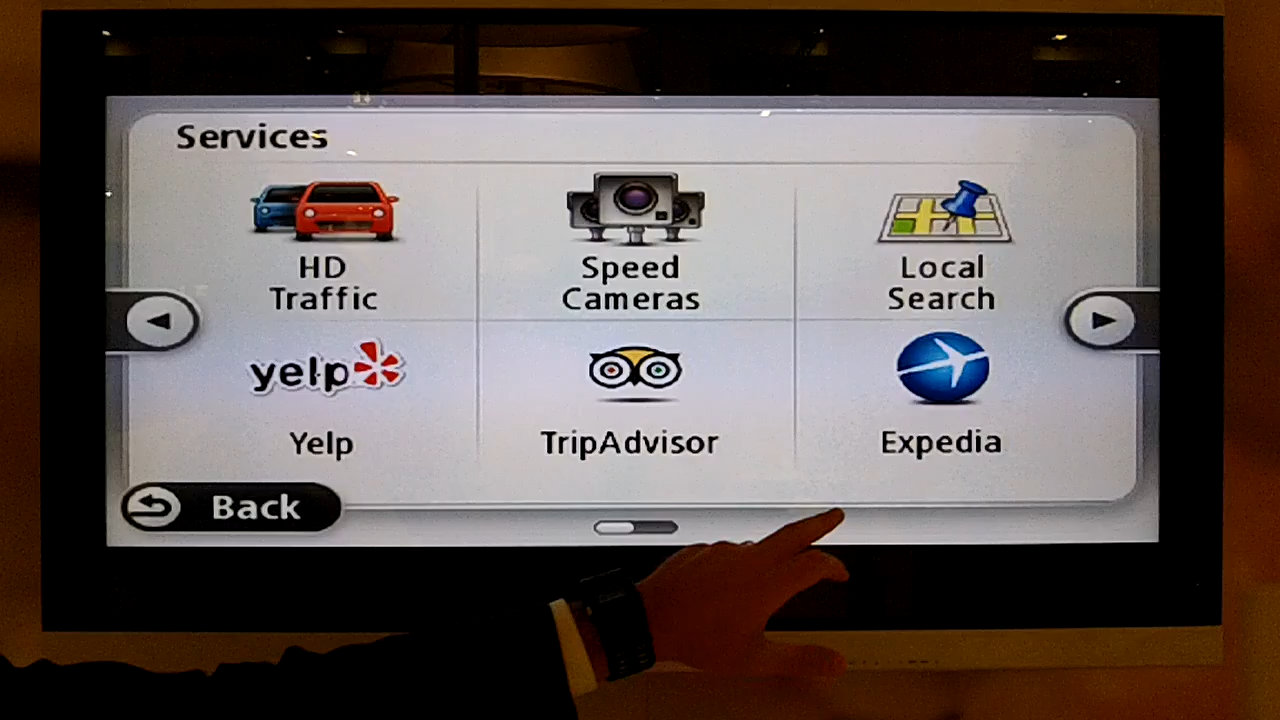 Services
HD
Traffic
Speed
Cameras
Local
Search
yelp
Yelp
TripAdvisor
Expedia
Back